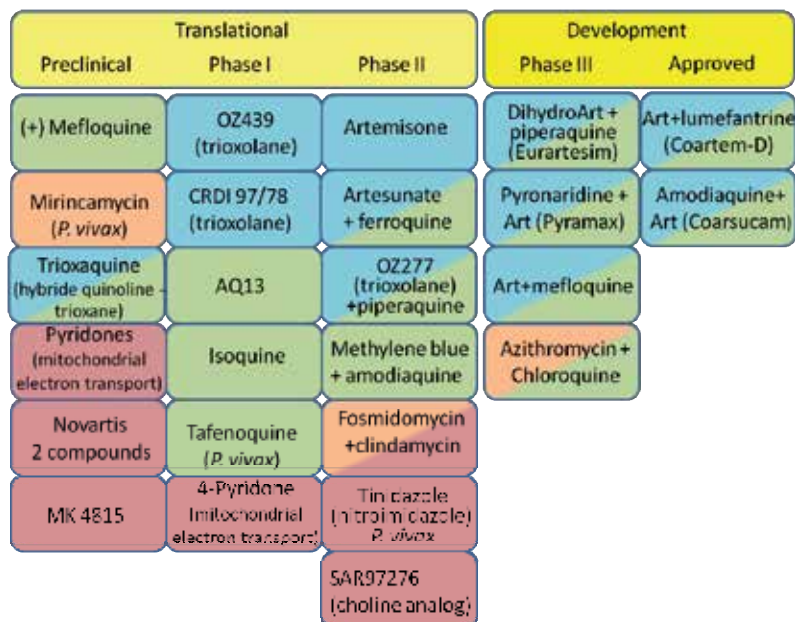 Translational
Preclinical
Phase I
Phase II
Development
Phase III
Approved
(+) Mefloquine
Mirincamycin
(P. vivax)
Trioxaquine
(hybride quinoline -
trioxane)
Pyridones
(mitochondrial
electron transport)
Novartis
2 compounds
MK 4815
OZ439
(trioxolane)
CRDI 97/78
(trioxolane)
AQ13
Isoquine
Tafenoquine
(P. vivax)
4-Pyridone
(mitochondrial
electron transport)
Artemisone
Artesunate
+ ferroquine
OZ277
(trioxolane)
+piperaquine
Methylene blue
+ amodiaquine
Fosmidomycin
+clindamycin
Tinidazole
(nitroimidazole)
P. vivax
SAR97276
(choline analog)
DihydroArt +
piperaquine
(Eurartesim)
Pyronaridine +
Art (Pyramax)
Art+mefloquine
Azithromycin +
Chloroquine
Art+lumefantrine
(Coartem-D)
Amodiaquine+
Art (Coarsucam)